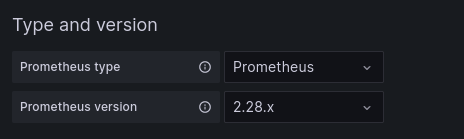 Type and version
Prometheus type
Prometheus
Prometheus version
2.28.x